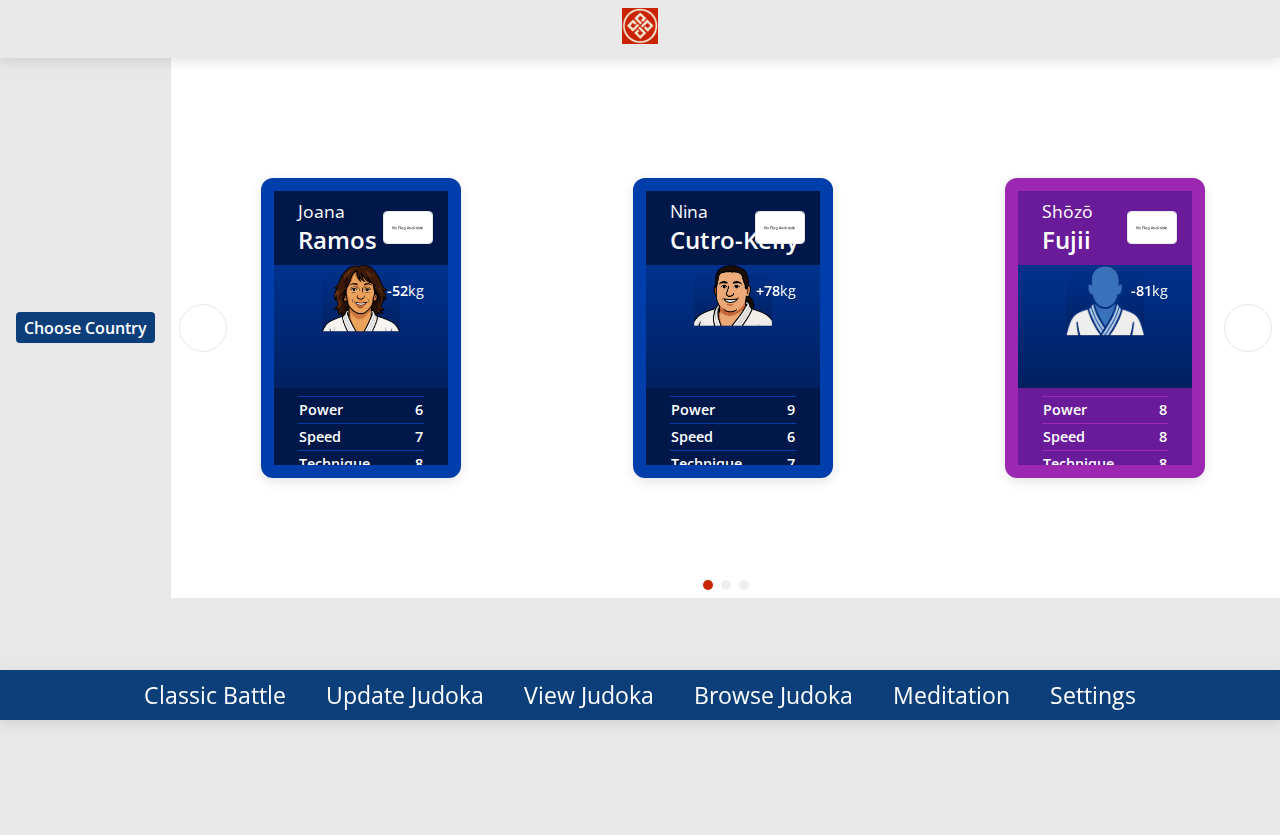 Choose Country
Joana
Ramos
No Flag Available
-52kg
Power 6
Speed 7
Technique 8
Nina
Cutro-Kelly
No Flag Available
+78kg
Power 9
Speed 6
Technique 7
Shōzō
Fujii
No Flag Available
-81kg
Power 8
Speed 8
Technique 8
Classic Battle Update Judoka View Judoka Browse Judoka Meditation Settings